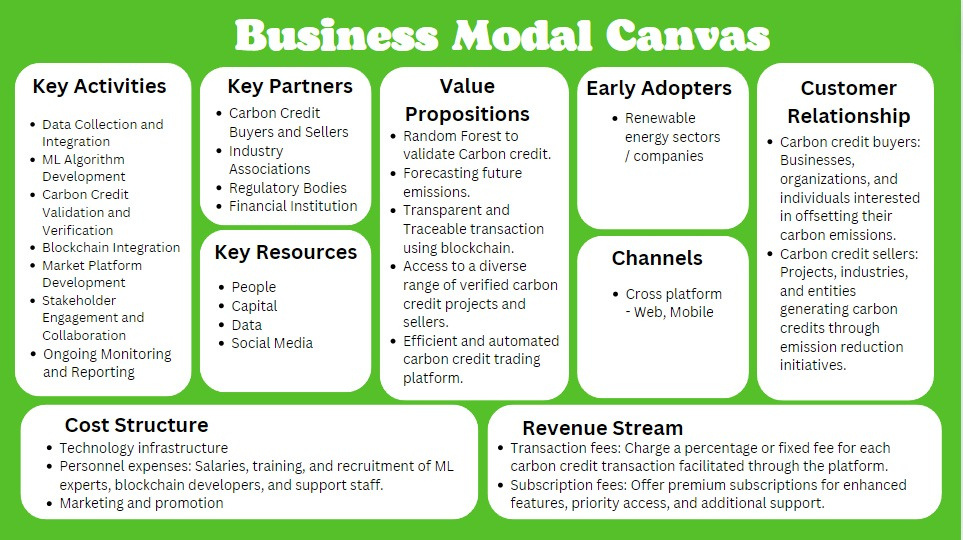 Business Modal Canvas
Key Activities
• Data Collection and
Integration
• ML Algorithm
Development
• Carbon Credit
Validation and
Verification
• Blockchain Integration
• Market Platform
Development
• Stakeholder
Engagement and
Collaboration
• Ongoing Monitoring
and Reporting
Key Partners
• Carbon Credit
Buyers and Sellers
• Industry
Associations
• Regulatory Bodies
• Financial Institution
Key Resources
• People
• Capital
• Data
• Social Media
Value
Propositions
• Random Forest to
validate Carbon credit.
• Forecasting future
emissions.
• Transparent and
Traceable transaction
using blockchain.
• Access to a diverse
range of verified carbon
credit projects and
sellers.
• Efficient and automated
carbon credit trading
platform.
Early Adopters
• Renewable
energy sectors
/ companies
Channels
• Cross platform
- Web, Mobile
Customer
Relationship
• Carbon credit buyers:
Businesses,
organizations, and
individuals interested
in offsetting their
carbon emissions.
• Carbon credit sellers:
Projects, industries,
and entities
generating carbon
credits through
emission reduction
initiatives.
Cost Structure
• Technology infrastructure
• Personnel expenses: Salaries, training, and recruitment of ML
experts, blockchain developers, and support staff.
• Marketing and promotion
Revenue Stream
• Transaction fees: Charge a percentage or fixed fee for each
carbon credit transaction facilitated through the platform.
• Subscription fees: Offer premium subscriptions for enhanced
features, priority access, and additional support.